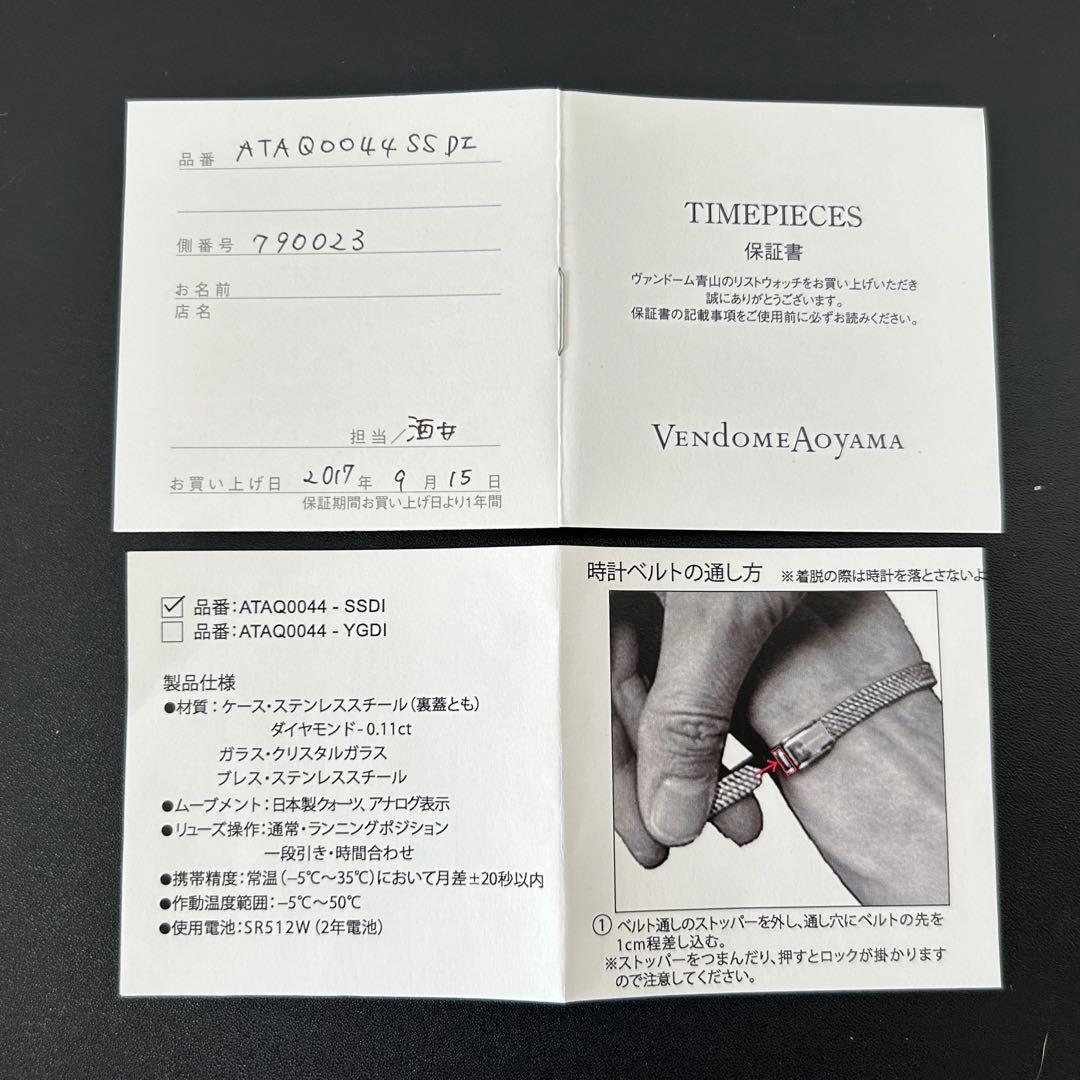 品番 ATAQ0044SSDI
側番号 790023
お名前
店名
担当/酒井
お買い上げ日 2017年 9月 15日
保証期間お買い上げ日より1年間
TIMEPIECES
保証書
ヴァンドーム青山のリストウォッチをお買い上げいただき
誠にありがとうございます。
保証書の記載事項をご使用前に必ずお読みください。
VENDOMEAOYAMA
品番:ATAQ0044 - SSDI
品番:ATAQ0044 - YGDI
製品仕様
●材質:ケース・ステンレススチール(裏蓋とも)
ダイヤモンド-0.11ct
ガラス・クリスタルガラス
ブレス・ステンレススチール
●ムーブメント:日本製クォーツ、アナログ表示
●リューズ操作:通常・ランニングポジション
一段引き・時間合わせ
●携帯精度:常温(−5℃〜35℃)において月差±20秒以内
●作動温度範囲:−5℃〜50℃
●使用電池:SR512W(2年電池)
時計ベルトの通し方 ※着脱の際は時計を落とさないよ
① ベルト通しのストッパーを外し、通し穴にベルトの先を
1cm程差し込む。
※ストッパーをつまんだり、押すとロックが掛かります
ので注意してください。